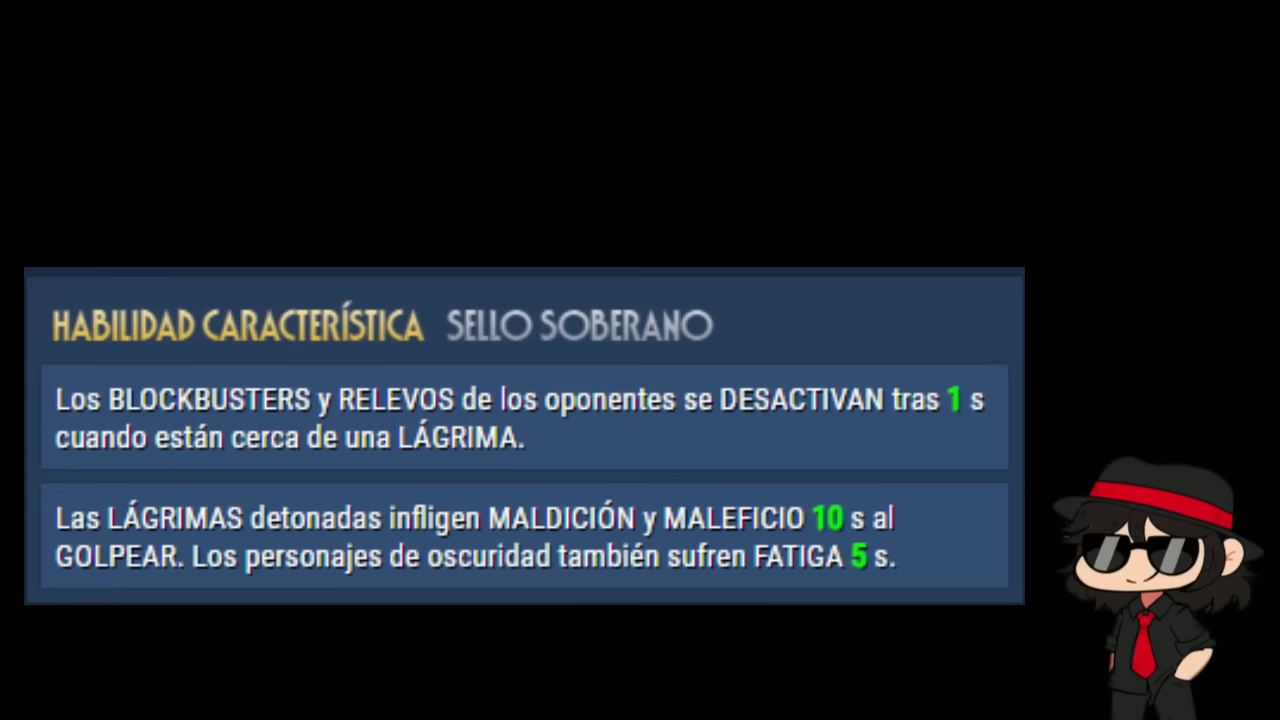 HABILIDAD CARACTERÍSTICA SELLO SOBERANO
Los BLOCKBUSTERS y RELEVOS de los oponentes se DESACTIVAN tras 1 s
cuando están cerca de una LÁGRIMA.
Las LÁGRIMAS detonadas infligen MALDICIÓN y MALEFICIO 10 s al
GOLPEAR. Los personajes de oscuridad también sufren FATIGA 5 s.